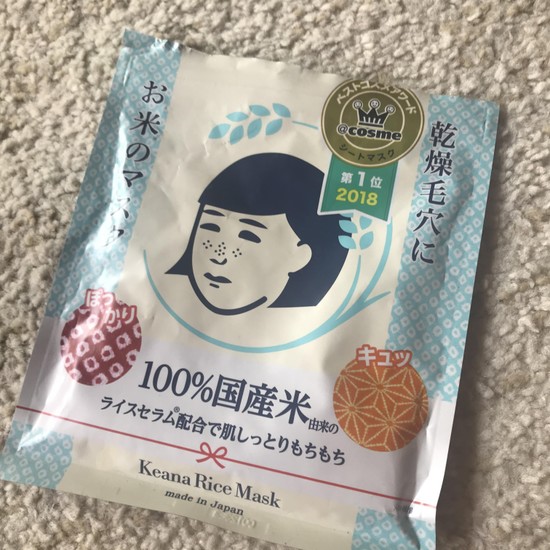 乾燥毛穴に
お米のマスク
ベストコスメアワード
@cosme
シートマスク
第1位
2018
ぽっかり
キュッ
100%国産米由来の
ライスセラム®配合で肌しっとりもちもち
Keana Rice Mask
made in Japan